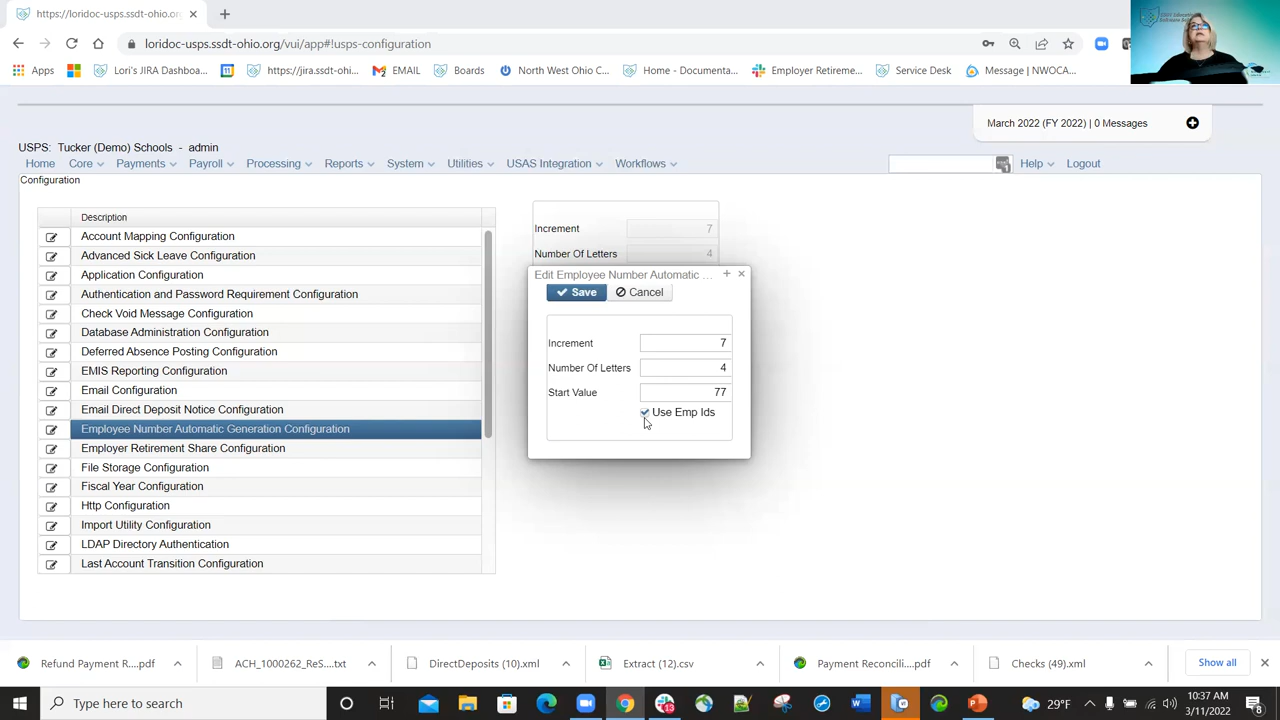 https://loridoc-usps.ssdt-ohio.org
loridoc-usps.ssdt-ohio.org/vui/app#!usps-configuration
Apps
Lori's JIRA Dashboa...
https://jira.ssdt-ohi...
EMAIL
Boards
North West Ohio C...
Home - Documenta...
Employer Retireme...
Service Desk
Message | NWOCA
March 2022 (FY 2022) | 0 Messages
USPS: Tucker (Demo) Schools - admin
Home Core Payments Payroll Processing Reports System Utilities USAS Integration Workflows Help Logout
Configuration
Description
Account Mapping Configuration
Advanced Sick Leave Configuration
Application Configuration
Authentication and Password Requirement Configuration
Check Void Message Configuration
Database Administration Configuration
Deferred Absence Posting Configuration
EMIS Reporting Configuration
Email Configuration
Email Direct Deposit Notice Configuration
Employee Number Automatic Generation Configuration
Employer Retirement Share Configuration
File Storage Configuration
Fiscal Year Configuration
Http Configuration
Import Utility Configuration
LDAP Directory Authentication
Last Account Transition Configuration
Increment 7
Number Of Letters 4
Edit Employee Number Automatic ...
Save Cancel
Increment 7
Number Of Letters 4
Start Value 77
Use Emp Ids
Refund Payment R....pdf
ACH_1000262_ReS....txt
DirectDeposits (10).xml
Extract (12).csv
Payment Reconcili....pdf
Checks (49).xml
Show all
Type here to search
29°F
10:37 AM
3/11/2022